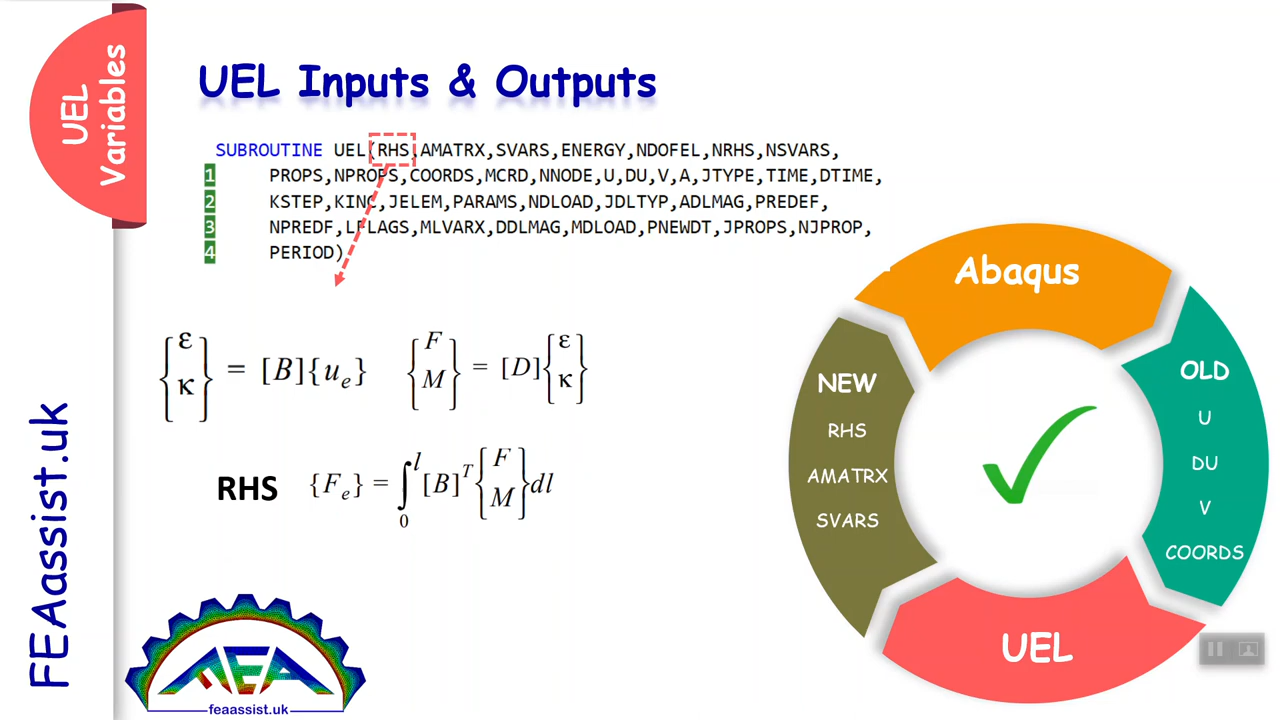 UEL
Variables
UEL Inputs & Outputs
SUBROUTINE UEL(RHS,AMATRX,SVARS,ENERGY,NDOFEL,NRHS,NSVARS,
1 PROPS,NPROPS,COORDS,MCRD,NNODE,U,DU,V,A,JTYPE,TIME,DTIME,
2 KSTEP,KINC,JELEM,PARAMS,NDLOAD,JDLTYP,ADLMAG,PREDEF,
3 NPREDF,LFLAGS,MLVARX,DDLMAG,MDLOAD,PNEWDT,JPROPS,NJPROP,
4 PERIOD)
{ε κ} = [B]{u_e} {F M} = [D]{ε κ}
RHS {F_e} = ∫_0^l [B]^T {F M} dl
Abaqus
OLD
U
DU
V
COORDS
UEL
NEW
RHS
AMATRX
SVARS
FEAassist.uk
FEA
feaassist.uk